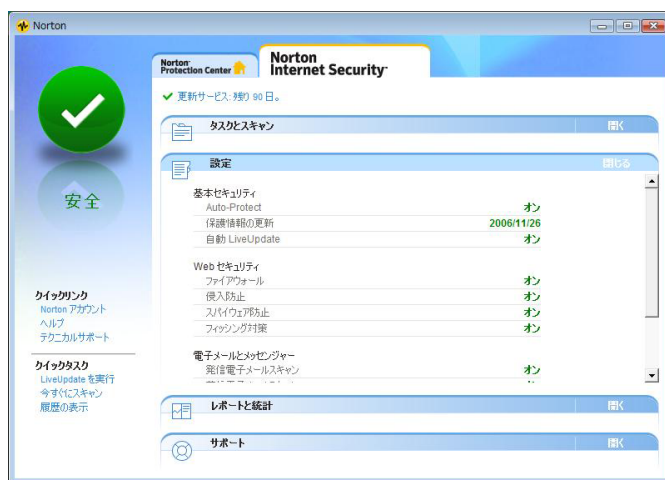 Norton
Norton
Protection Center
Norton
Internet Security
更新サービス: 残り 90 日。
タスクとスキャン
開く
設定
閉じる
安全
基本セキュリティ
Auto-Protect
オン
保護情報の更新
2006/11/26
自動 LiveUpdate
オン
Web セキュリティ
ファイアウォール
オン
侵入防止
オン
スパイウェア防止
オン
フィッシング対策
オン
電子メールとメッセンジャー
発信電子メールスキャン
オン
クイックリンク
Norton アカウント
ヘルプ
テクニカルサポート
クイックタスク
LiveUpdate を実行
今すぐにスキャン
履歴の表示
レポートと統計
開く
サポート
開く